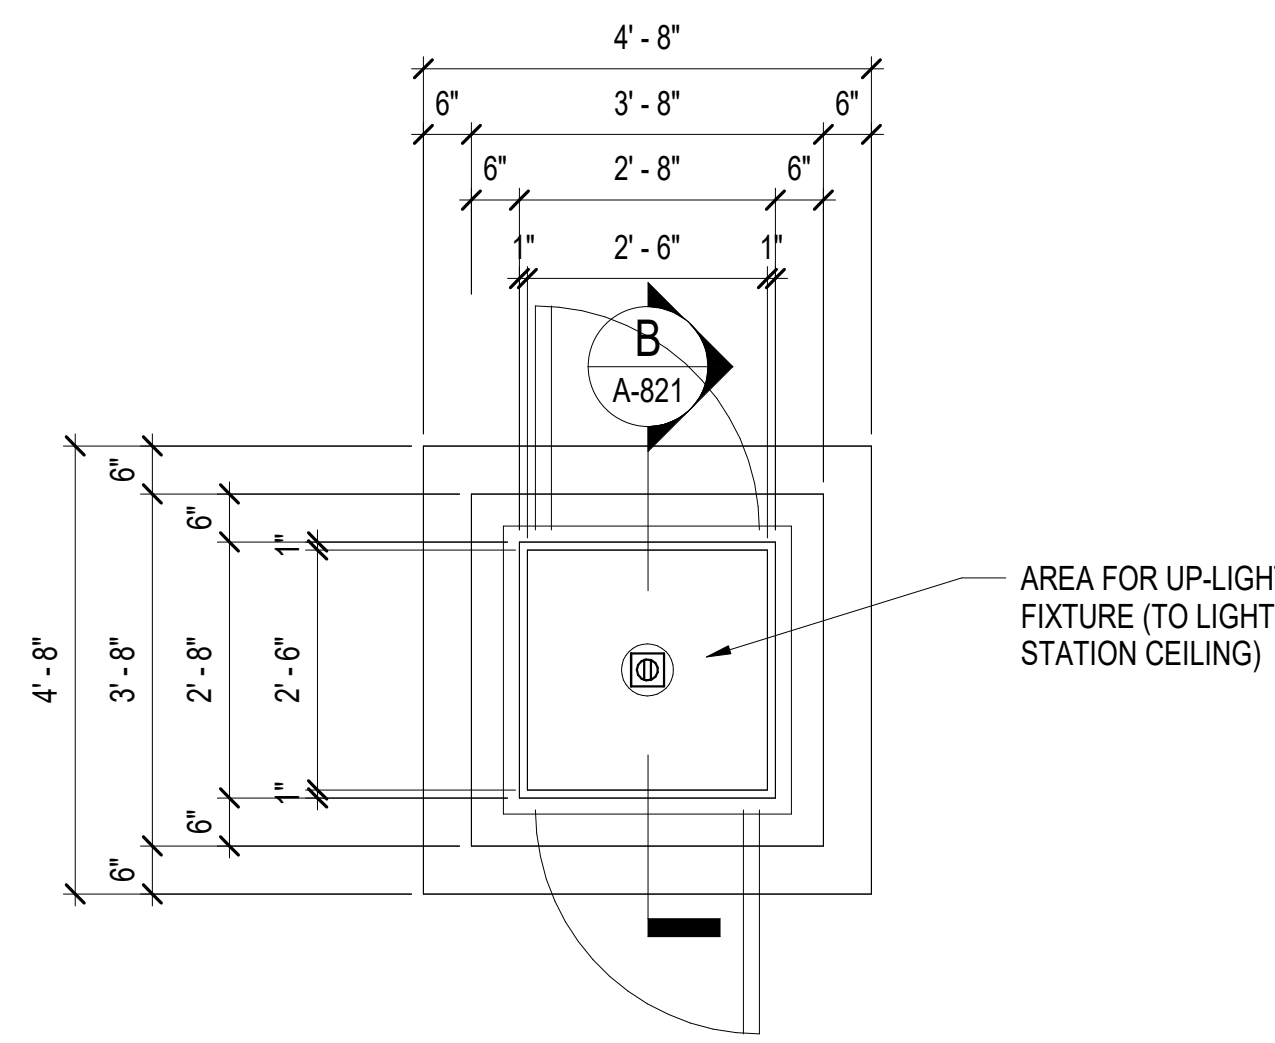 4' - 8"
6" 3' - 8" 6"
6" 2' - 8" 6"
1" 2' - 6" 1"
B
A-821
6"
6"
1"
4' - 8"
3' - 8"
2' - 8"
2' - 6"
1"
6"
6"
AREA FOR UP-LIGHT
FIXTURE (TO LIGHT
STATION CEILING)